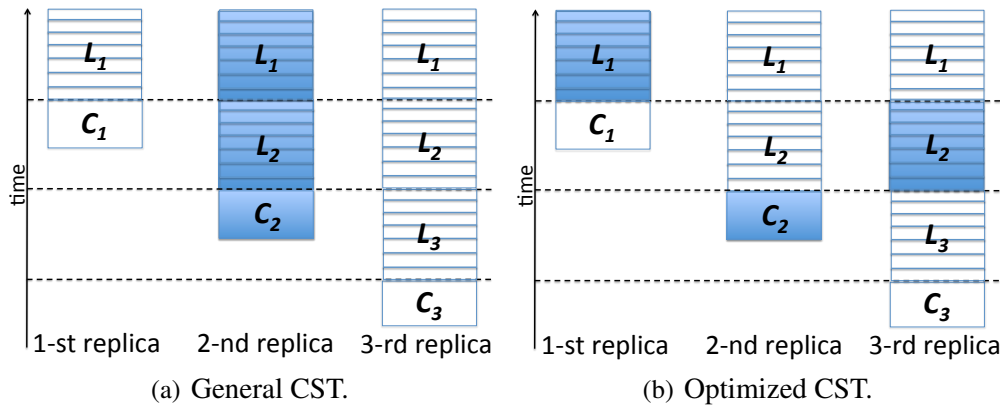 L1 L1 L1 L1 L1 L1
C1 L2 L2 C1 L2 L2
time C2 L3 time C2 L3
C3 C3
1-st replica 2-nd replica 3-rd replica 1-st replica 2-nd replica 3-rd replica
(a) General CST. (b) Optimized CST.